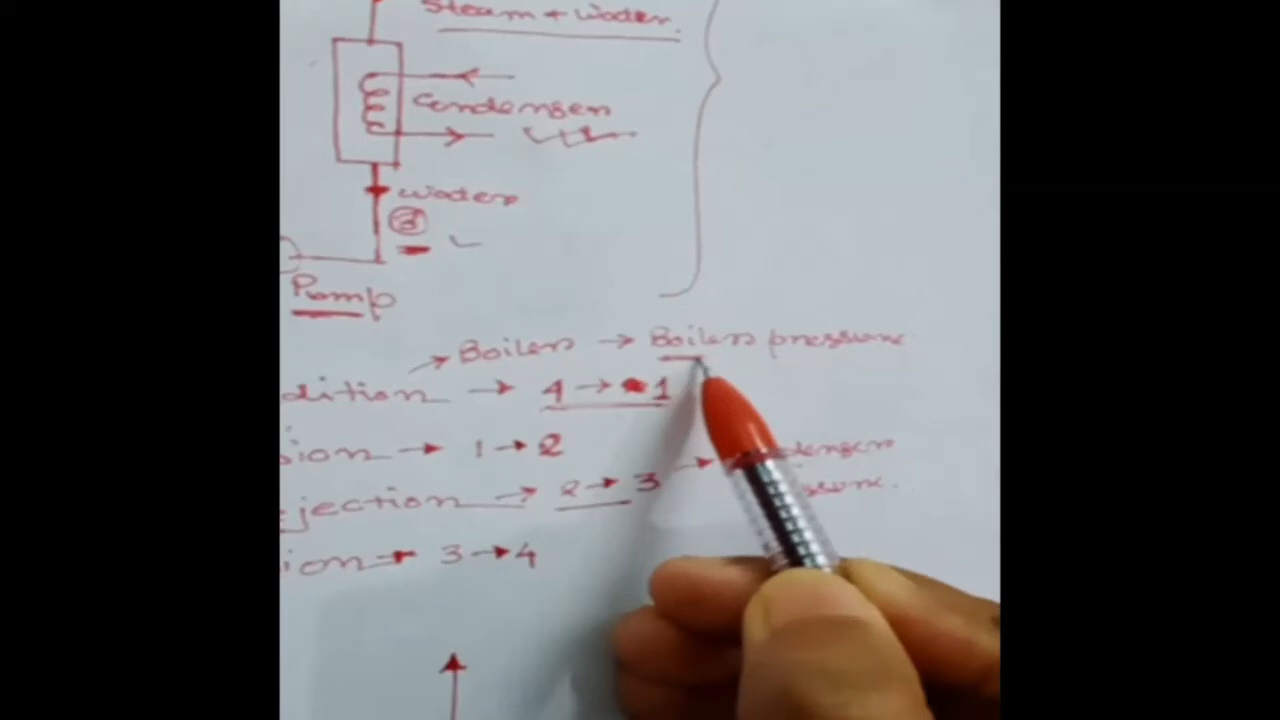 Steam + Water
Condenser
Water
3
Pump
→ Boiler → Boiler pressure
dition → 4 → 1
sion → 1 → 2
ejection → 2 → 3 →
ion → 3 → 4